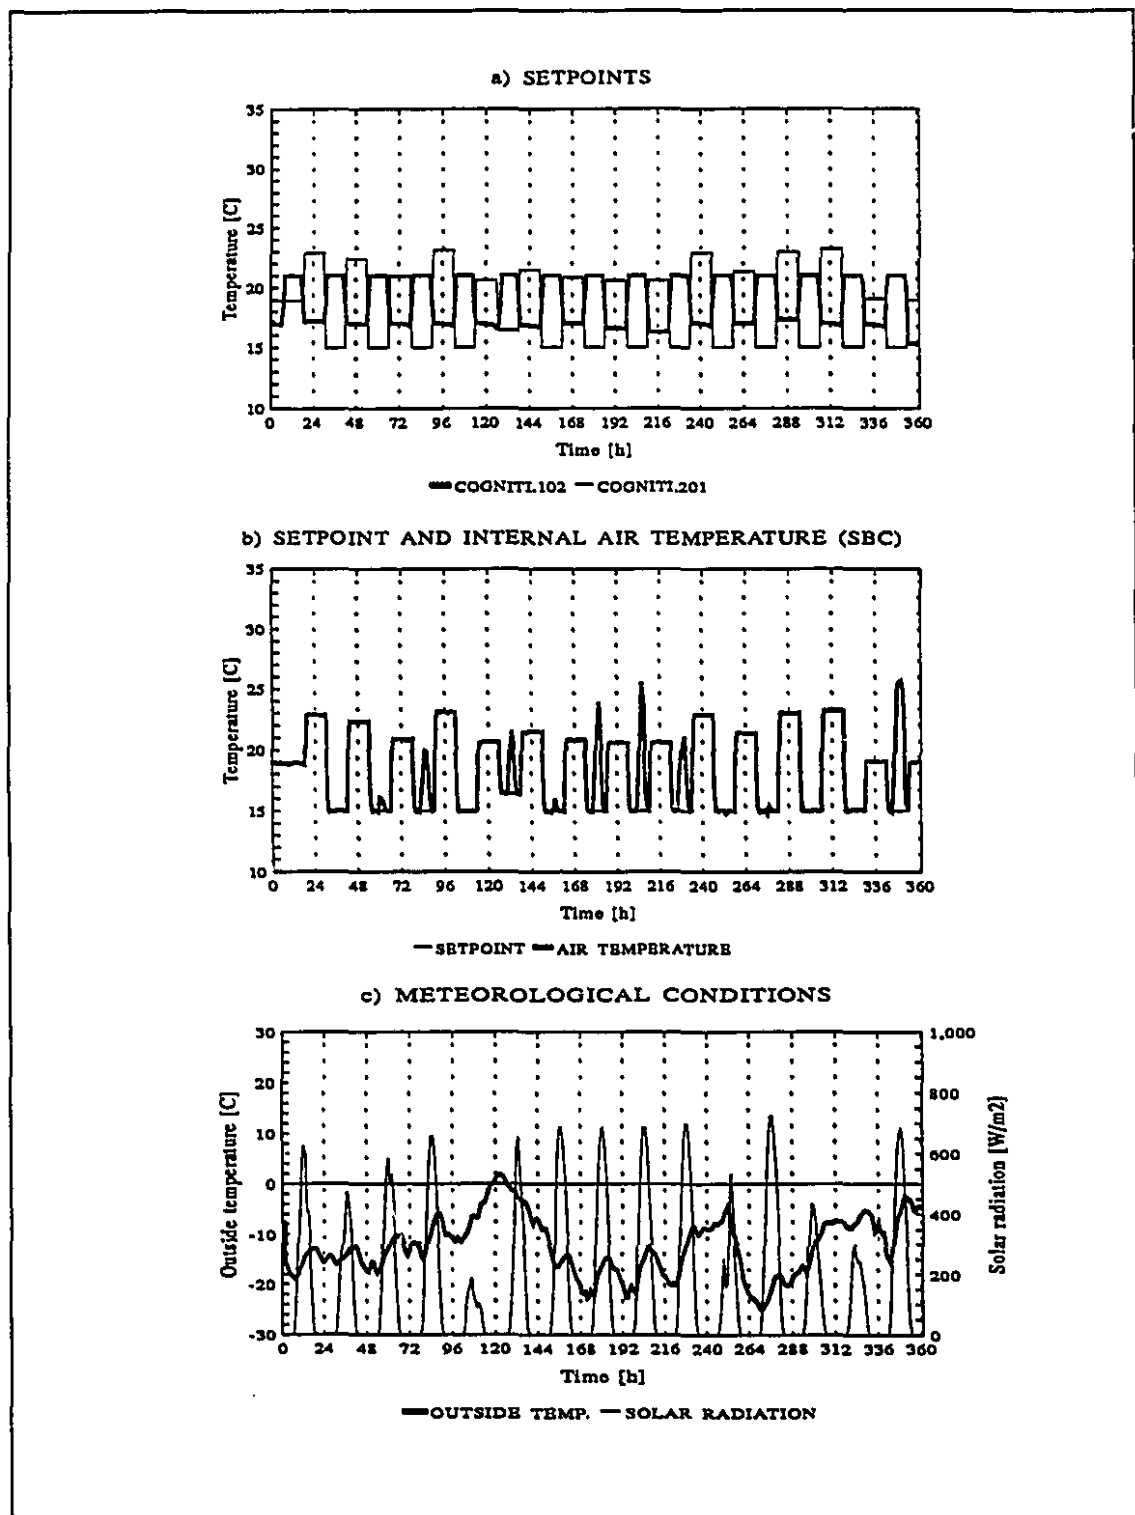 a) SETPOINTS
35
30
25
20
15
10
Temperature [C]
0 24 48 72 96 120 144 168 192 216 240 264 288 312 336 360
Time [h]
COGNITI.102 COGNITI.201
b) SETPOINT AND INTERNAL AIR TEMPERATURE (SBC)
35
30
25
20
15
10
Temperature [C]
0 24 48 72 96 120 144 168 192 216 240 264 288 312 336 360
Time [h]
SETPOINT AIR TEMPERATURE
c) METEOROLOGICAL CONDITIONS
30
20
10
0
-10
-20
-30
Outside temperature [C]
1,000
800
600
400
200
0
Solar radiation [W/m2]
0 24 48 72 96 120 144 168 192 216 240 264 288 312 336 360
Time [h]
OUTSIDE TEMP. SOLAR RADIATION